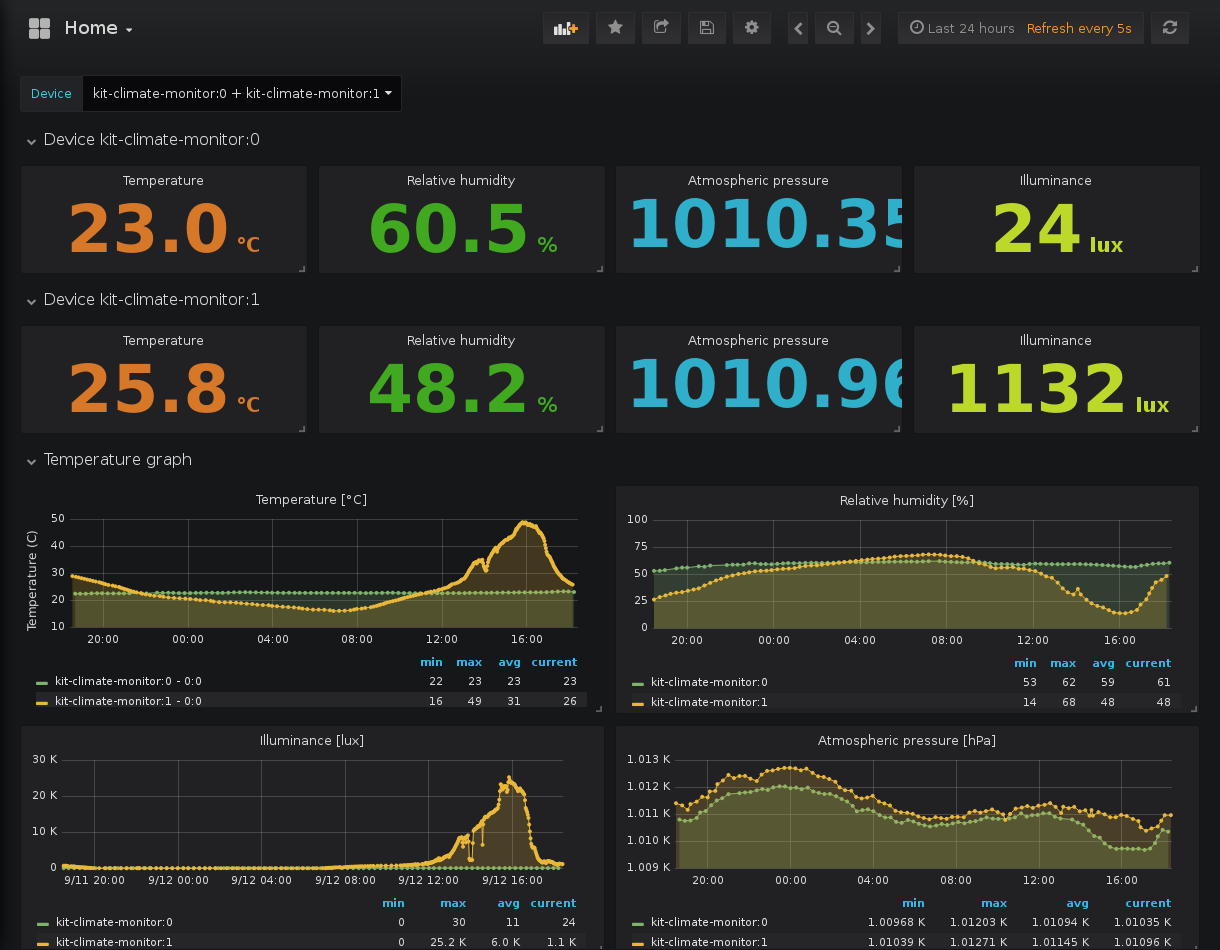 Home
Last 24 hours Refresh every 5s
Device kit-climate-monitor:0 + kit-climate-monitor:1
Device kit-climate-monitor:0
Temperature Relative humidity Atmospheric pressure Illuminance
23.0 °C 60.5 % 1010.35 24 lux
Device kit-climate-monitor:1
Temperature Relative humidity Atmospheric pressure Illuminance
25.8 °C 48.2 % 1010.96 1132 lux
Temperature graph
Temperature [°C]
Temperature (C)
50
40
30
20
10
20:00 00:00 04:00 08:00 12:00 16:00
min max avg current
kit-climate-monitor:0 - 0:0 22 23 23 23
kit-climate-monitor:1 - 0:0 16 49 31 26
Relative humidity [%]
100
75
50
25
0
20:00 00:00 04:00 08:00 12:00 16:00
min max avg current
kit-climate-monitor:0 53 62 59 61
kit-climate-monitor:1 14 68 48 48
Illuminance [lux]
30 K
20 K
10 K
0
9/11 20:00 9/12 00:00 9/12 04:00 9/12 08:00 9/12 12:00 9/12 16:00
min max avg current
kit-climate-monitor:0 0 30 11 24
kit-climate-monitor:1 0 25.2 K 6.0 K 1.1 K
Atmospheric pressure [hPa]
1.013 K
1.012 K
1.011 K
1.010 K
1.009 K
20:00 00:00 04:00 08:00 12:00 16:00
min max avg current
kit-climate-monitor:0 1.00968 K 1.01203 K 1.01094 K 1.01035 K
kit-climate-monitor:1 1.01039 K 1.01271 K 1.01145 K 1.01096 K